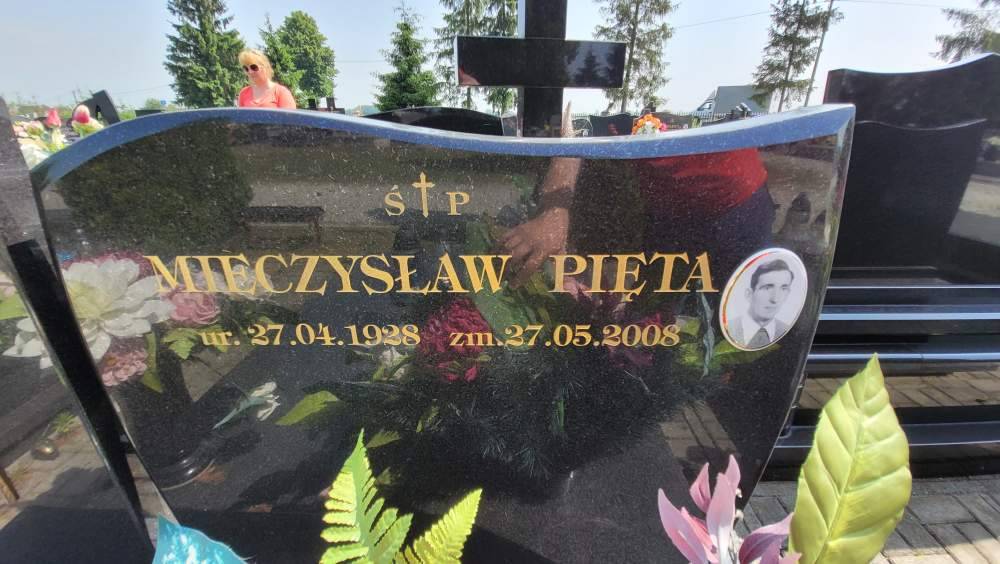 Ś P
MIECZYSŁAW PIĘTA
ur. 27.04.1928 zm. 27.05.2008